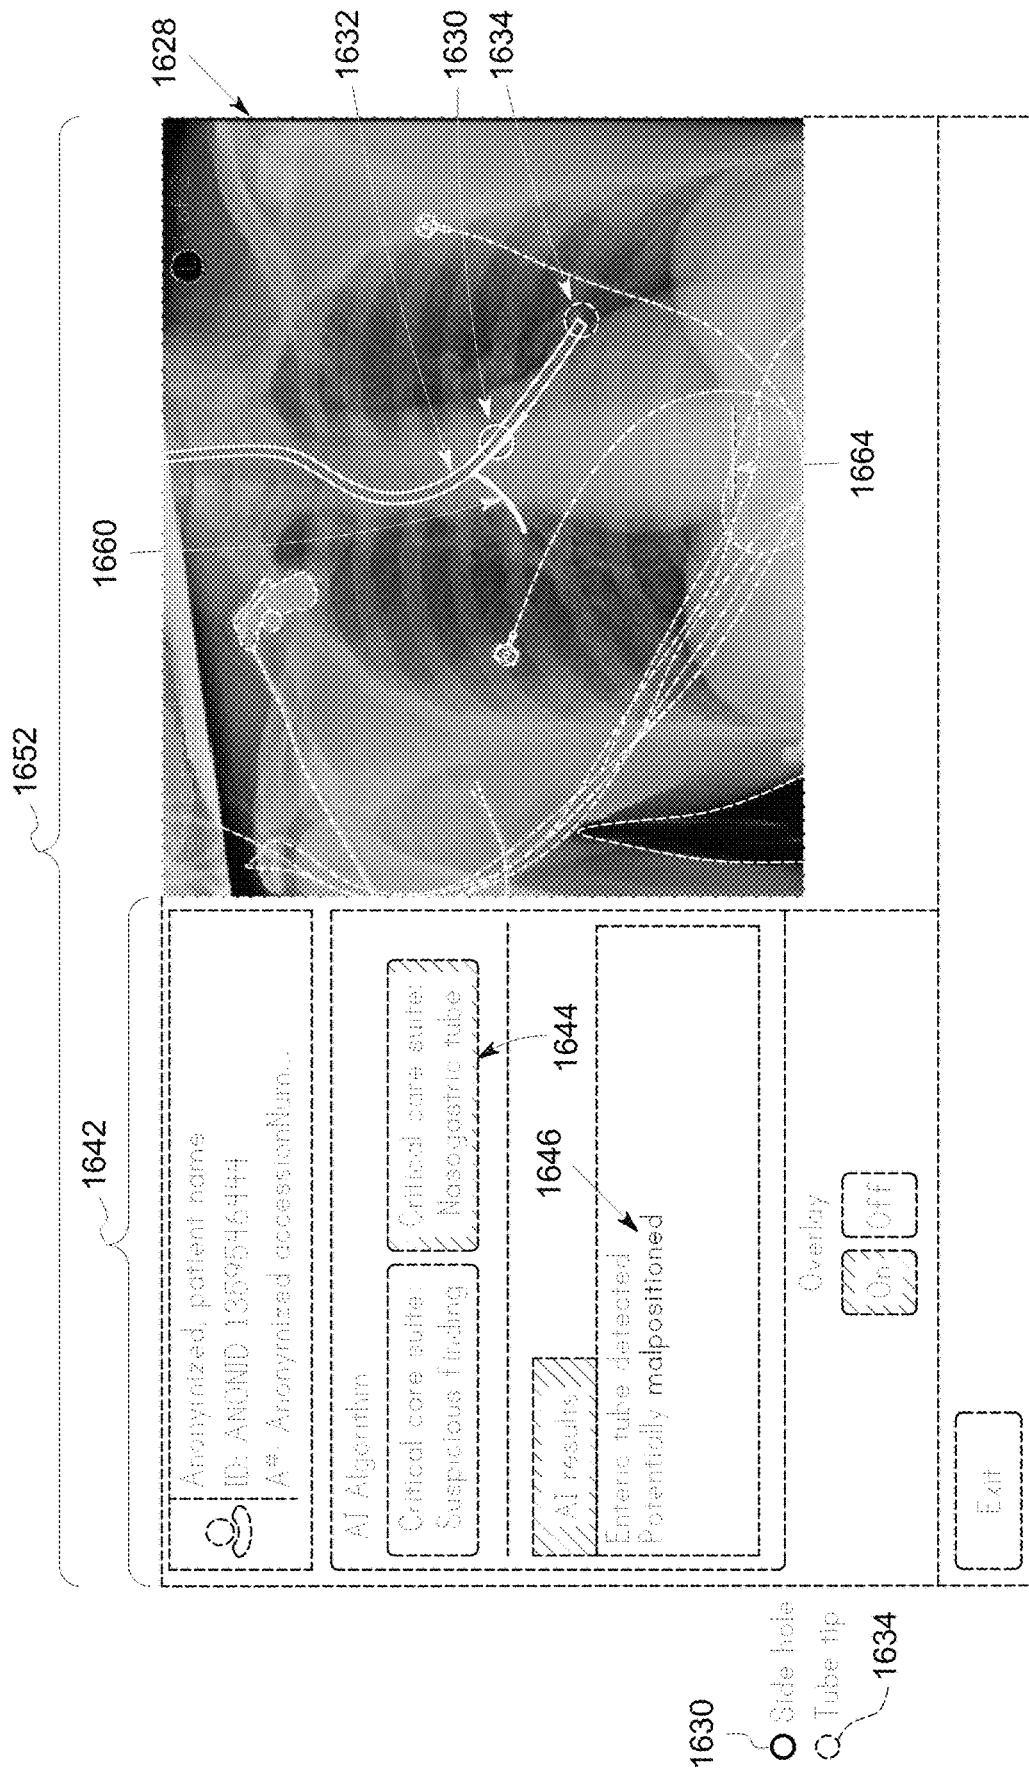 1652
1642
1628
1632
1630
1634
1660
1664
Anonymized, patient name
ID: ANONID 1369546444
A#: Anonymized accessionNum...
AI Algorithm
Critical core suite:
Suspicious finding
Critical care suite:
Nasogastric tube
1644
AI results
Enteric tube detected
Potentially malpositioned
1646
Overlay
On
Off
Exit
1630
Side hole
Tube tip
1634